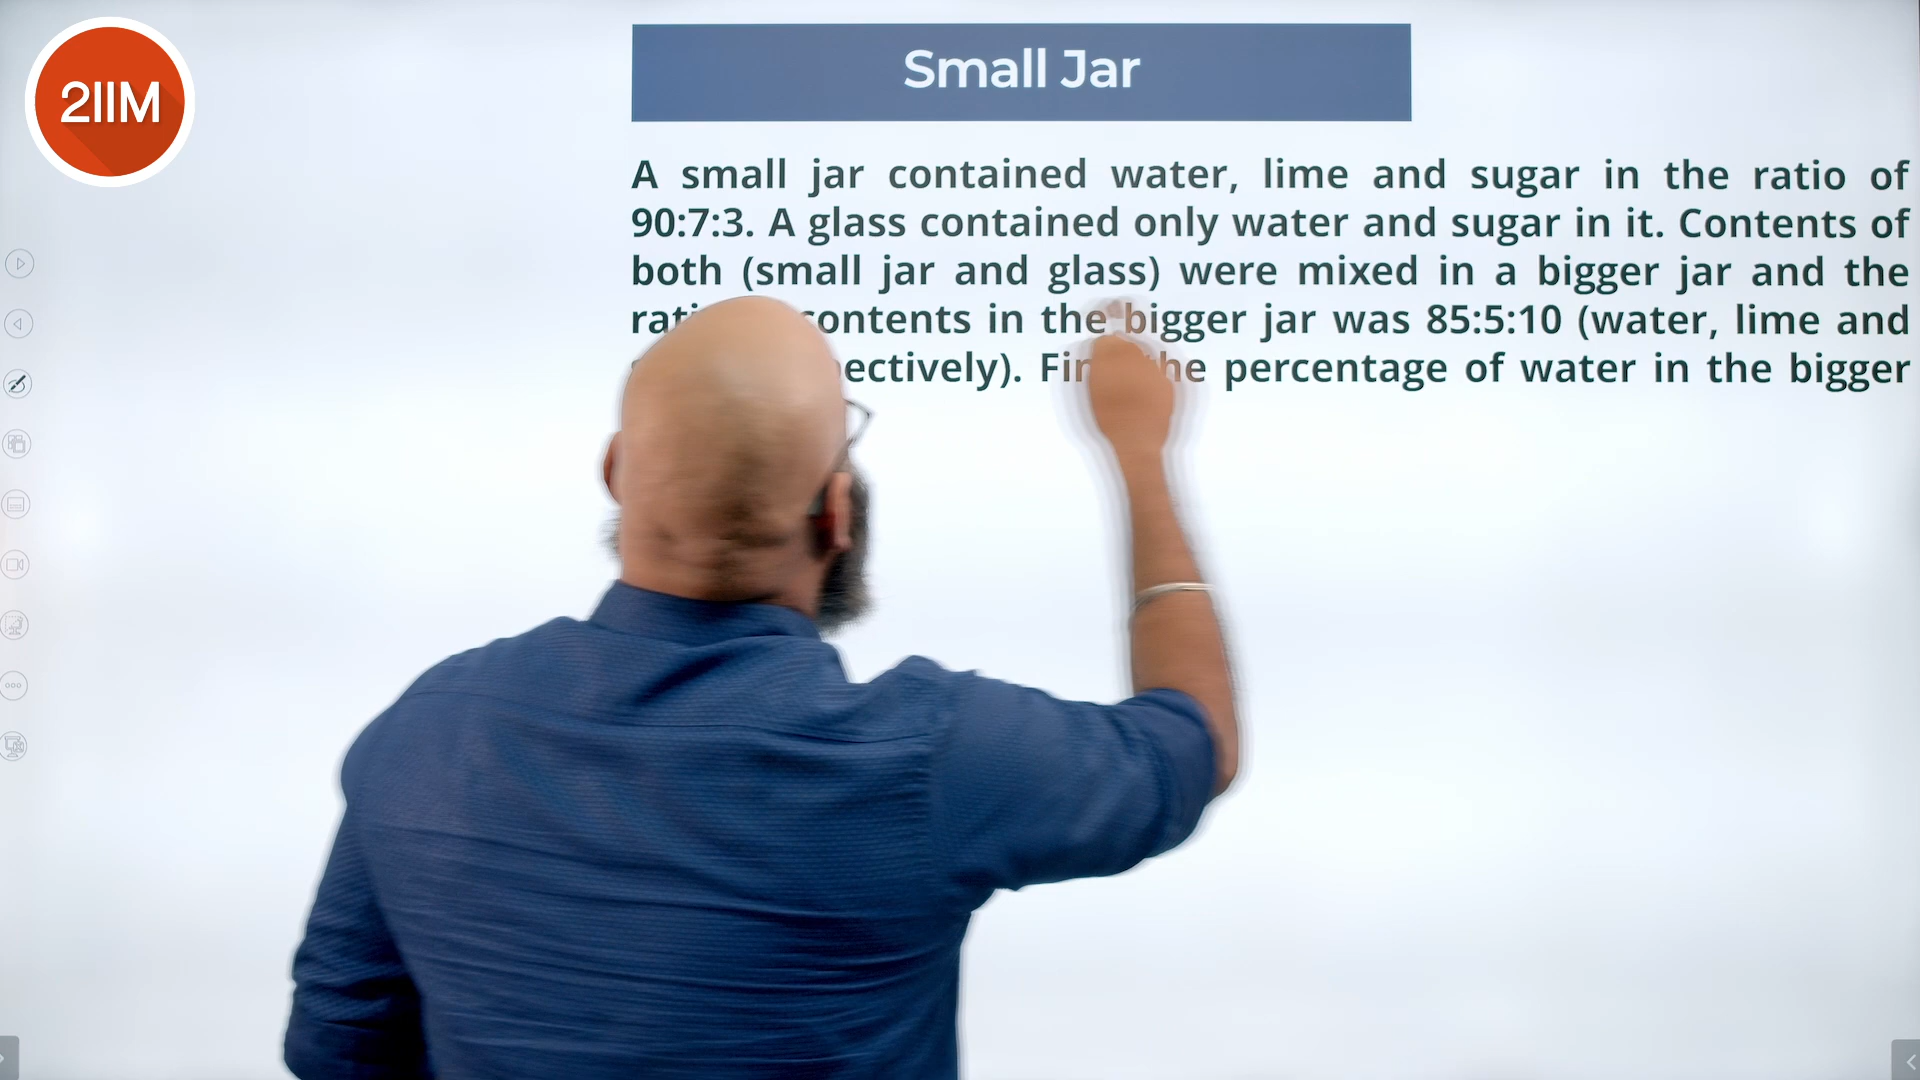 2IIM
Small Jar
A small jar contained water, lime and sugar in the ratio of
90:7:3. A glass contained only water and sugar in it. Contents of
both (small jar and glass) were mixed in a bigger jar and the
contents in the bigger jar was 85:5:10 (water, lime and
percentage of water in the bigger